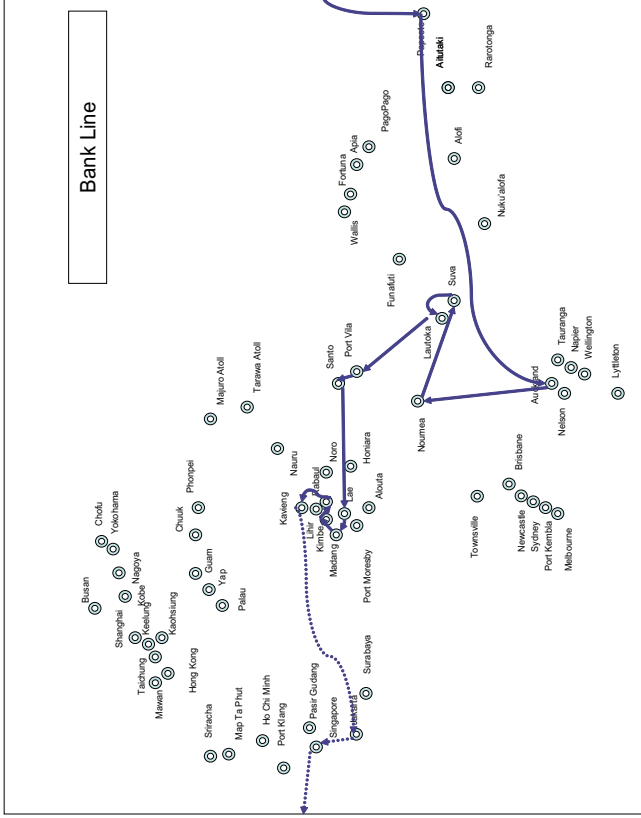 Bank Line
Busan
Chofu
Yokohama
Nagoya
Kobe
Shanghai
Keelung
Kaohsiung
Taichung
Mawan
Hong Kong
Sriracha
Map Ta Phut
Ho Chi Minh
Port Klang
Pasir Gudang
Singapore
Jakarta
Surabaya
Phonpei
Chuuk
Guam
Yap
Palau
Majuro Atoll
Tarawa Atoll
Nauru
Kavieng
Rabaul
Noro
Lihir
Kimbe
Lae
Honiara
Madang
Alouta
Port Moresby
Santo
Port Vila
Wallis
Fortuna
Apia
PagoPago
Funafuti
Lautoka
Suva
Noumea
Nuku'alofa
Alofi
Papeete
Aitutaki
Rarotonga
Townsville
Brisbane
Newcastle
Sydney
Port Kembla
Melbourne
Auckland
Tauranga
Napier
Wellington
Nelson
Lyttleton